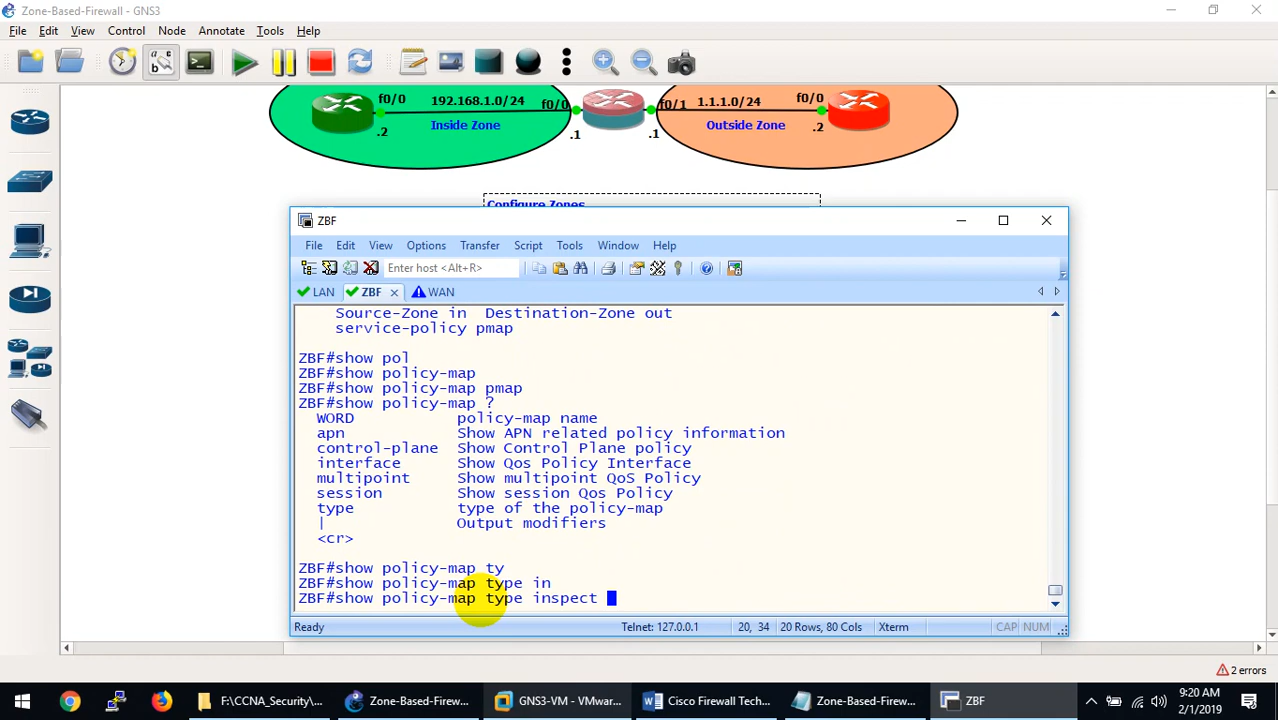 Zone-Based-Firewall - GNS3
File Edit View Control Node Annotate Tools Help
f0/0 192.168.1.0/24 f0/0 f0/1 1.1.1.0/24 f0/0
.2 Inside Zone .1 .1 Outside Zone .2
Configure Zones
ZBF
File Edit View Options Transfer Script Tools Window Help
Enter host <Alt+R>
LAN ZBF WAN
Source-Zone in Destination-Zone out
service-policy pmap
ZBF#show pol
ZBF#show policy-map
ZBF#show policy-map pmap
ZBF#show policy-map ?
WORD policy-map name
apn Show APN related policy information
control-plane Show Control Plane policy
interface Show Qos Policy Interface
multipoint Show multipoint QoS Policy
session Show session Qos Policy
type type of the policy-map
| Output modifiers
<cr>
ZBF#show policy-map ty
ZBF#show policy-map type in
ZBF#show policy-map type inspect
Ready Telnet: 127.0.0.1 20, 34 20 Rows, 80 Cols Xterm CAP NUM
2 errors
F:\CCNA_Security\... Zone-Based-Firew... GNS3-VM - VMwar... Cisco Firewall Tech... Zone-Based-Firew... ZBF
9:20 AM
2/1/2019